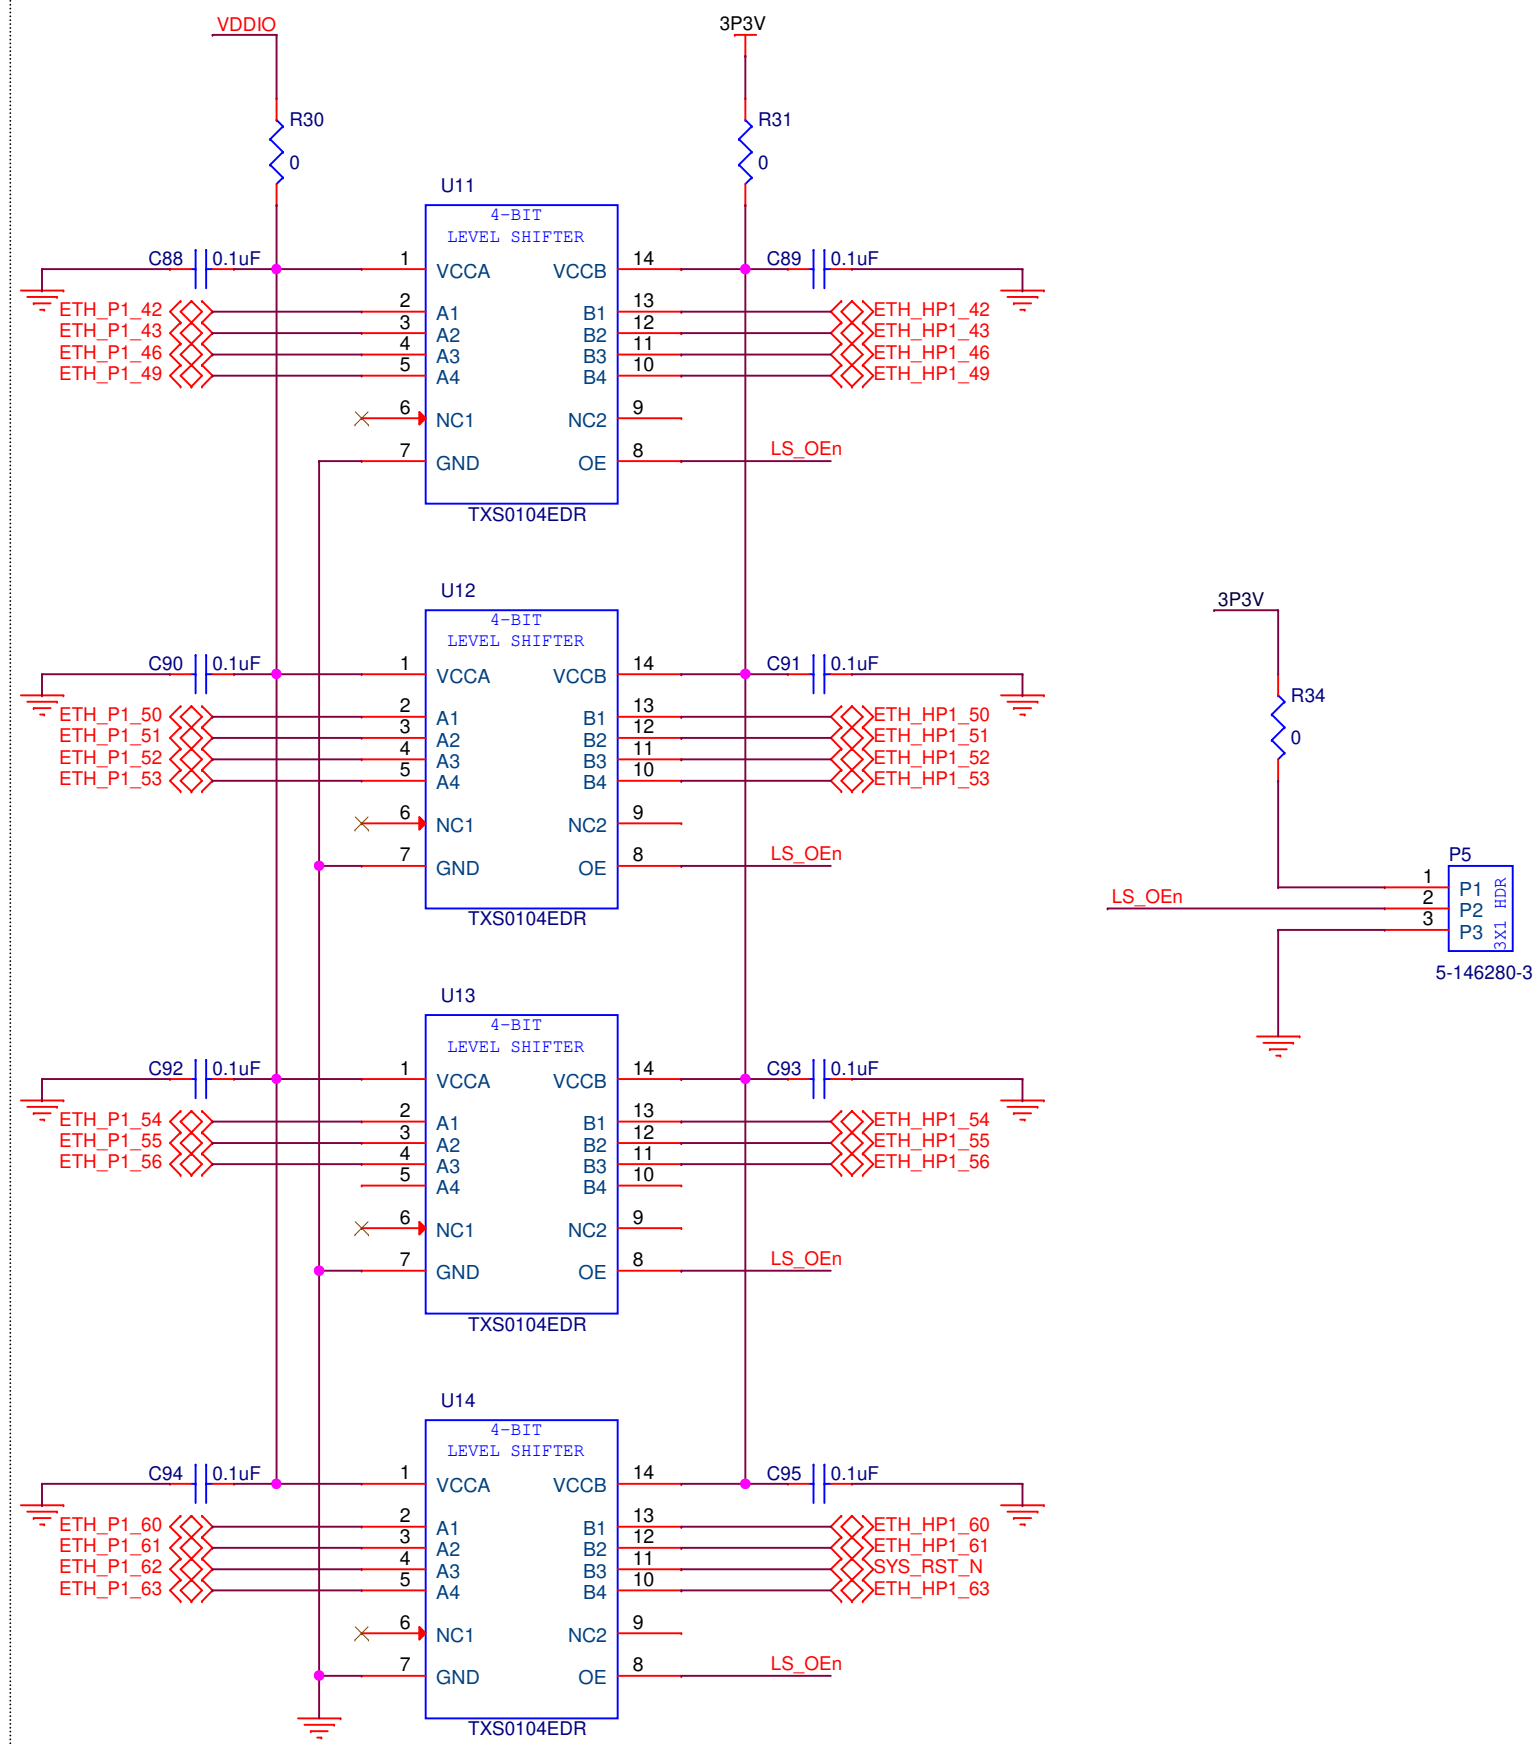 VDDIO
3P3V
R30
0
R31
0
U11
4-BIT
LEVEL SHIFTER
C88 0.1uF 1 VCCA VCCB 14 C89 0.1uF
ETH_P1_42 2 A1 B1 13 ETH_HP1_42
ETH_P1_43 3 A2 B2 12 ETH_HP1_43
ETH_P1_46 4 A3 B3 11 ETH_HP1_46
ETH_P1_49 5 A4 B4 10 ETH_HP1_49
6 NC1 NC2 9
7 GND OE 8 LS_OEn
TXS0104EDR
U12
4-BIT
LEVEL SHIFTER
C90 0.1uF 1 VCCA VCCB 14 C91 0.1uF
ETH_P1_50 2 A1 B1 13 ETH_HP1_50
ETH_P1_51 3 A2 B2 12 ETH_HP1_51
ETH_P1_52 4 A3 B3 11 ETH_HP1_52
ETH_P1_53 5 A4 B4 10 ETH_HP1_53
6 NC1 NC2 9
7 GND OE 8 LS_OEn
TXS0104EDR
3P3V
R34
0
P5
1 P1
LS_OEn 2 P2
3 P3
3X1 HDR
5-146280-3
U13
4-BIT
LEVEL SHIFTER
C92 0.1uF 1 VCCA VCCB 14 C93 0.1uF
ETH_P1_54 2 A1 B1 13 ETH_HP1_54
ETH_P1_55 3 A2 B2 12 ETH_HP1_55
ETH_P1_56 4 A3 B3 11 ETH_HP1_56
5 A4 B4 10
6 NC1 NC2 9
7 GND OE 8 LS_OEn
TXS0104EDR
U14
4-BIT
LEVEL SHIFTER
C94 0.1uF 1 VCCA VCCB 14 C95 0.1uF
ETH_P1_60 2 A1 B1 13 ETH_HP1_60
ETH_P1_61 3 A2 B2 12 ETH_HP1_61
ETH_P1_62 4 A3 B3 11 SYS_RST_N
ETH_P1_63 5 A4 B4 10 ETH_HP1_63
6 NC1 NC2 9
7 GND OE 8 LS_OEn
TXS0104EDR